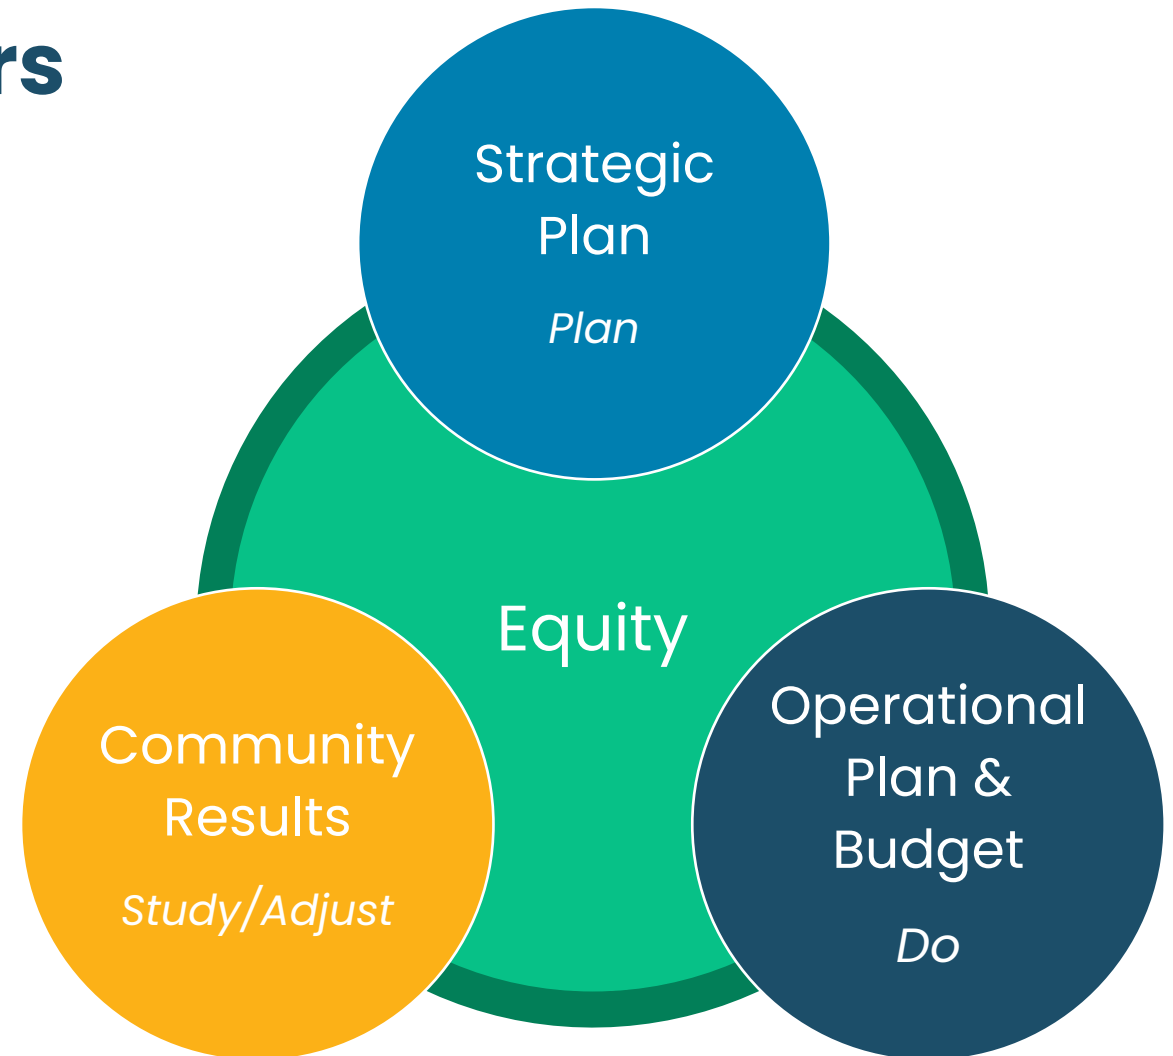 rs
Strategic
Plan
Plan
Equity
Community
Results
Study/Adjust
Operational
Plan &
Budget
Do